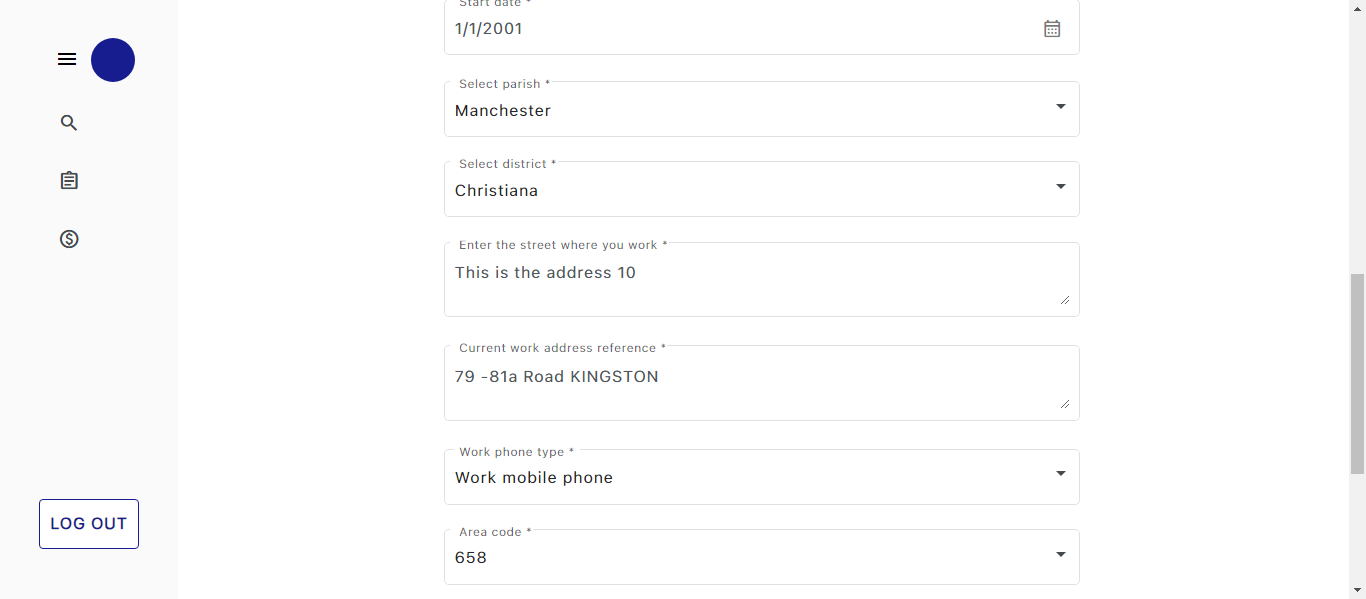 Start date *
1/1/2001
Select parish *
Manchester
Select district *
Christiana
Enter the street where you work *
This is the address 10
Current work address reference *
79 -81a Road KINGSTON
Work phone type *
Work mobile phone
Area code *
658
LOG OUT